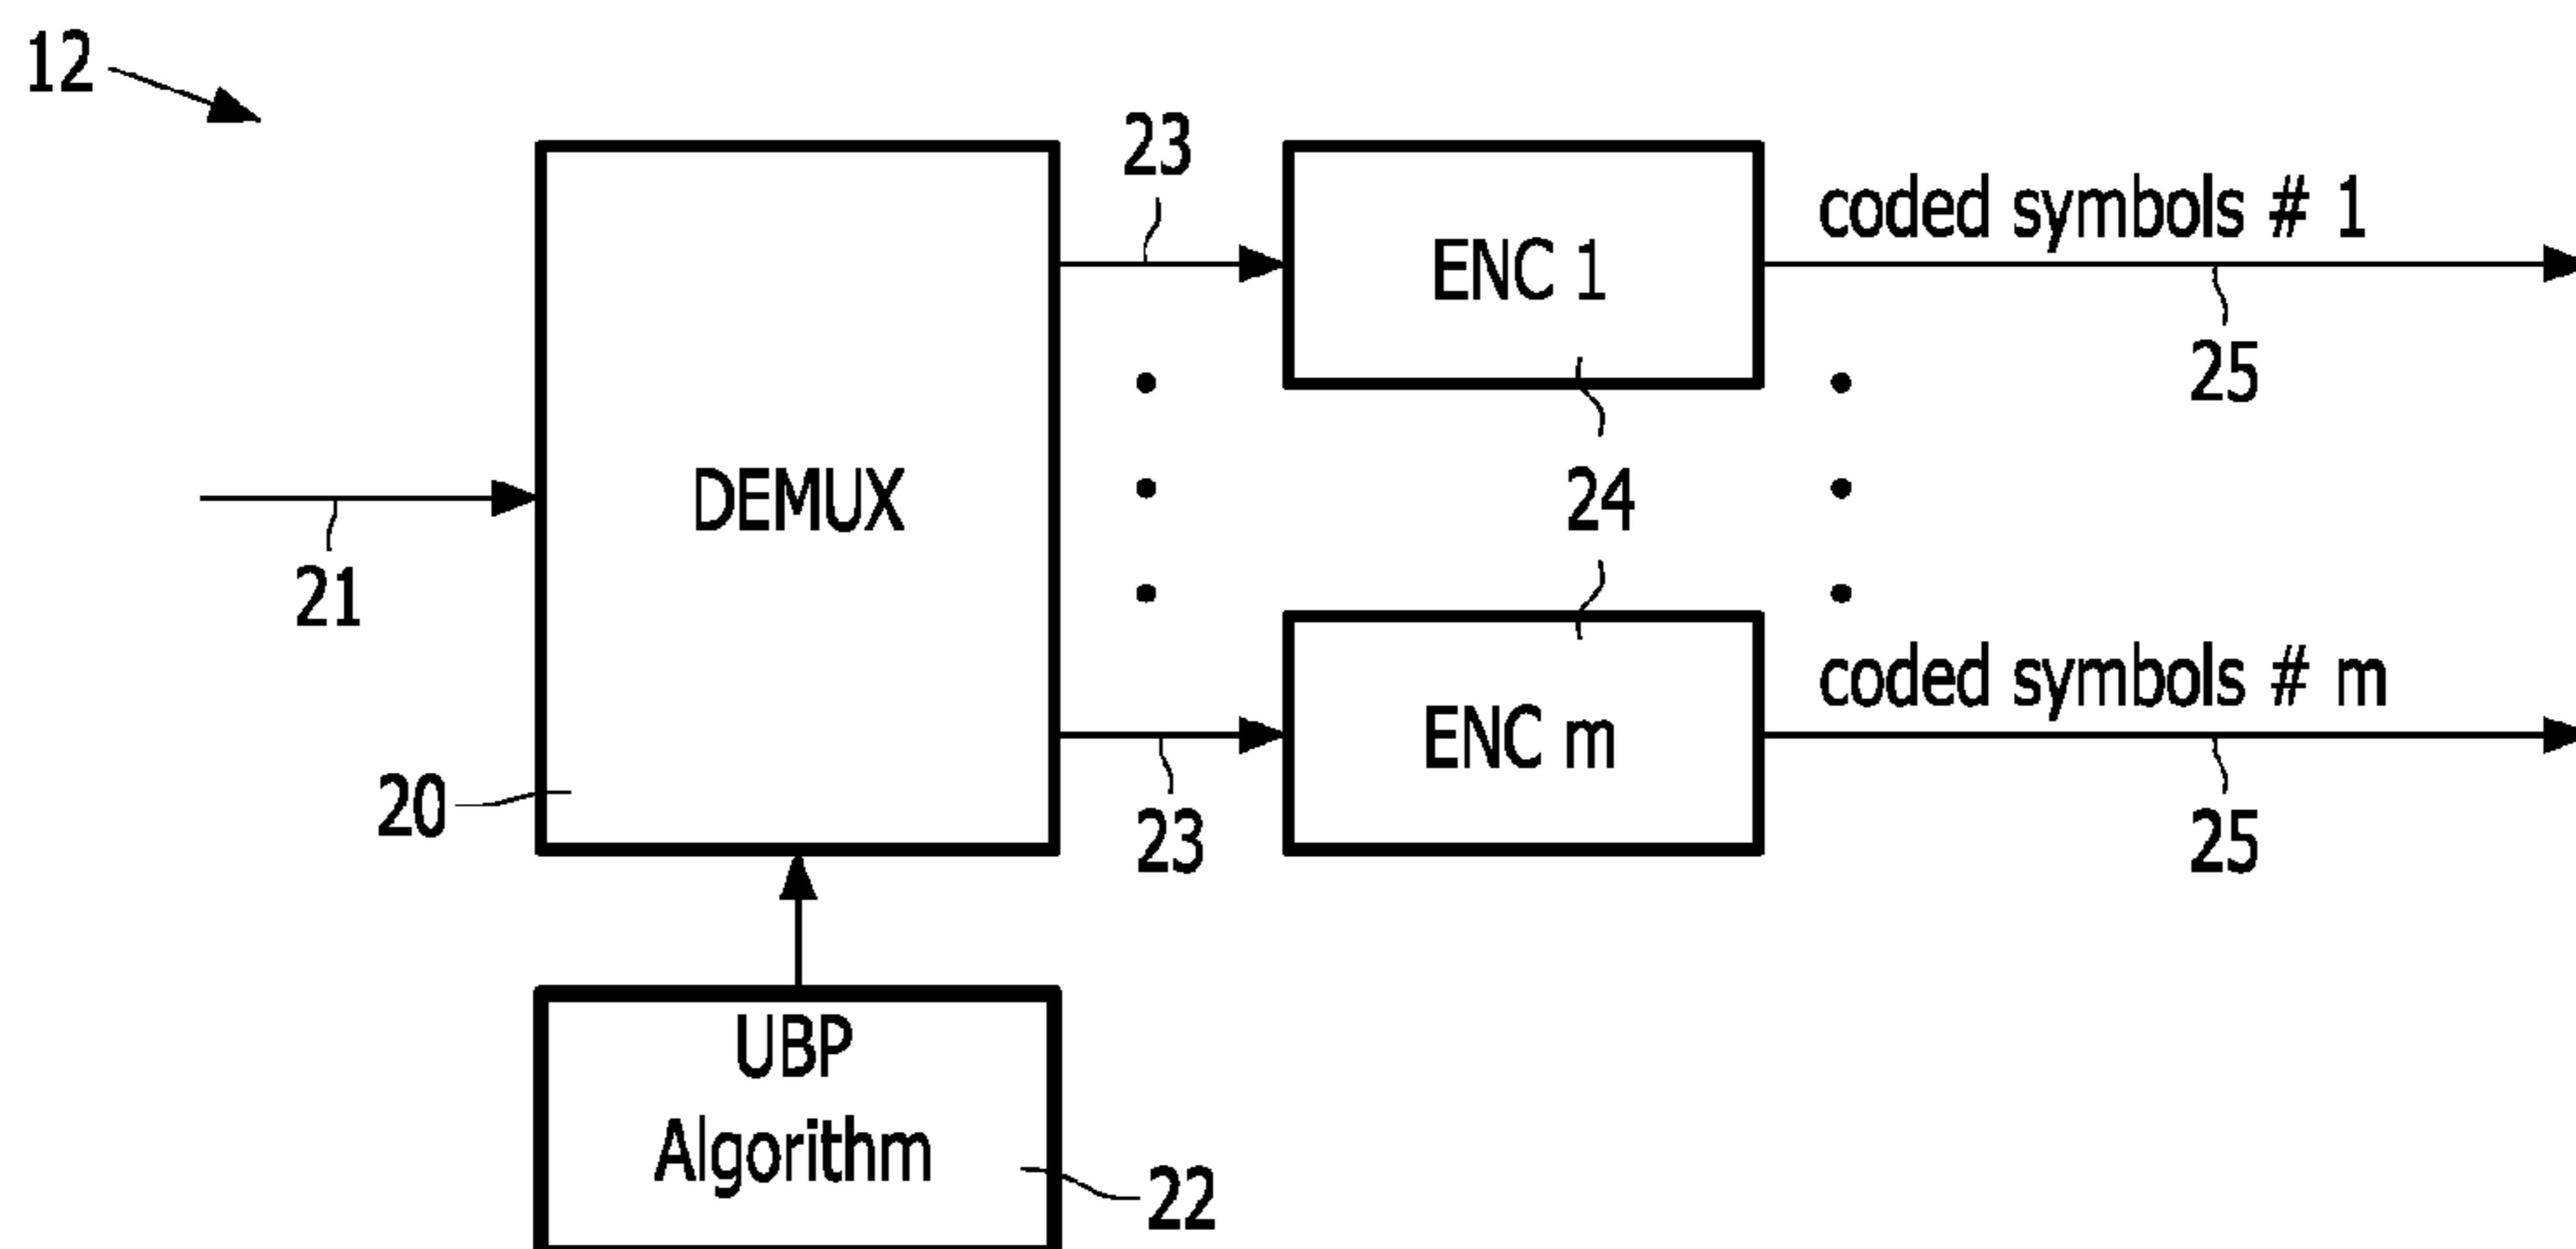 12
23
coded symbols # 1
ENC 1
25
DEMUX
24
21
coded symbols # m
ENC m
20
23
25
UBP
Algorithm
22